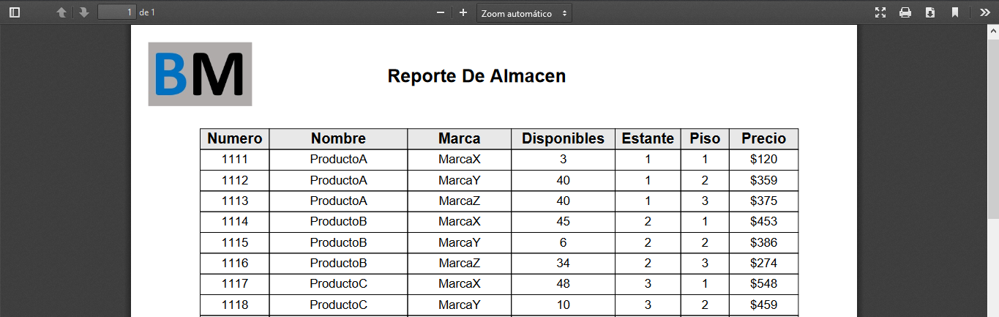 1 de 1 Zoom automático
BM
Reporte De Almacen
Numero Nombre Marca Disponibles Estante Piso Precio
1111 ProductoA MarcaX 3 1 1 $120
1112 ProductoA MarcaY 40 1 2 $359
1113 ProductoA MarcaZ 40 1 3 $375
1114 ProductoB MarcaX 45 2 1 $453
1115 ProductoB MarcaY 6 2 2 $386
1116 ProductoB MarcaZ 34 2 3 $274
1117 ProductoC MarcaX 48 3 1 $548
1118 ProductoC MarcaY 10 3 2 $459